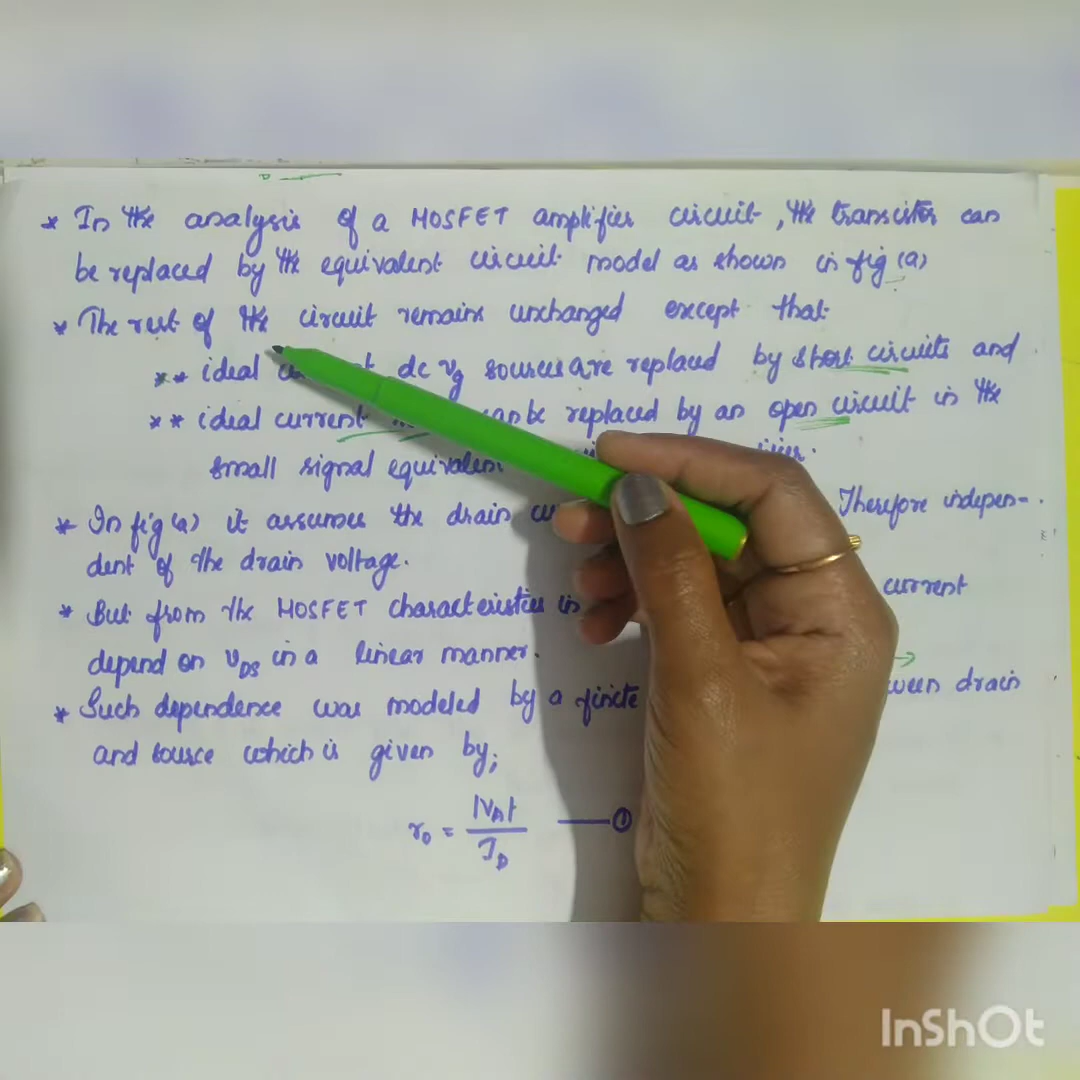 * In the analysis of a MOSFET amplifier circuit, the transistor can
be replaced by the equivalent circuit model as shown in fig (a)
* The rest of the circuit remains unchanged except that
** ideal dc Vg sources are replaced by short circuits and
** ideal current can be replaced by an open circuit in the
small signal equivalent
* In fig(a) it assumes the drain Therefore indepen-
dent of the drain voltage.
* But from the MOSFET characteristics in current
depend on VDS in a linear manner.
* Such dependence was modeled by a finite drain
and source which is given by;
r0 = |VA| / ID —— ①
InShOt